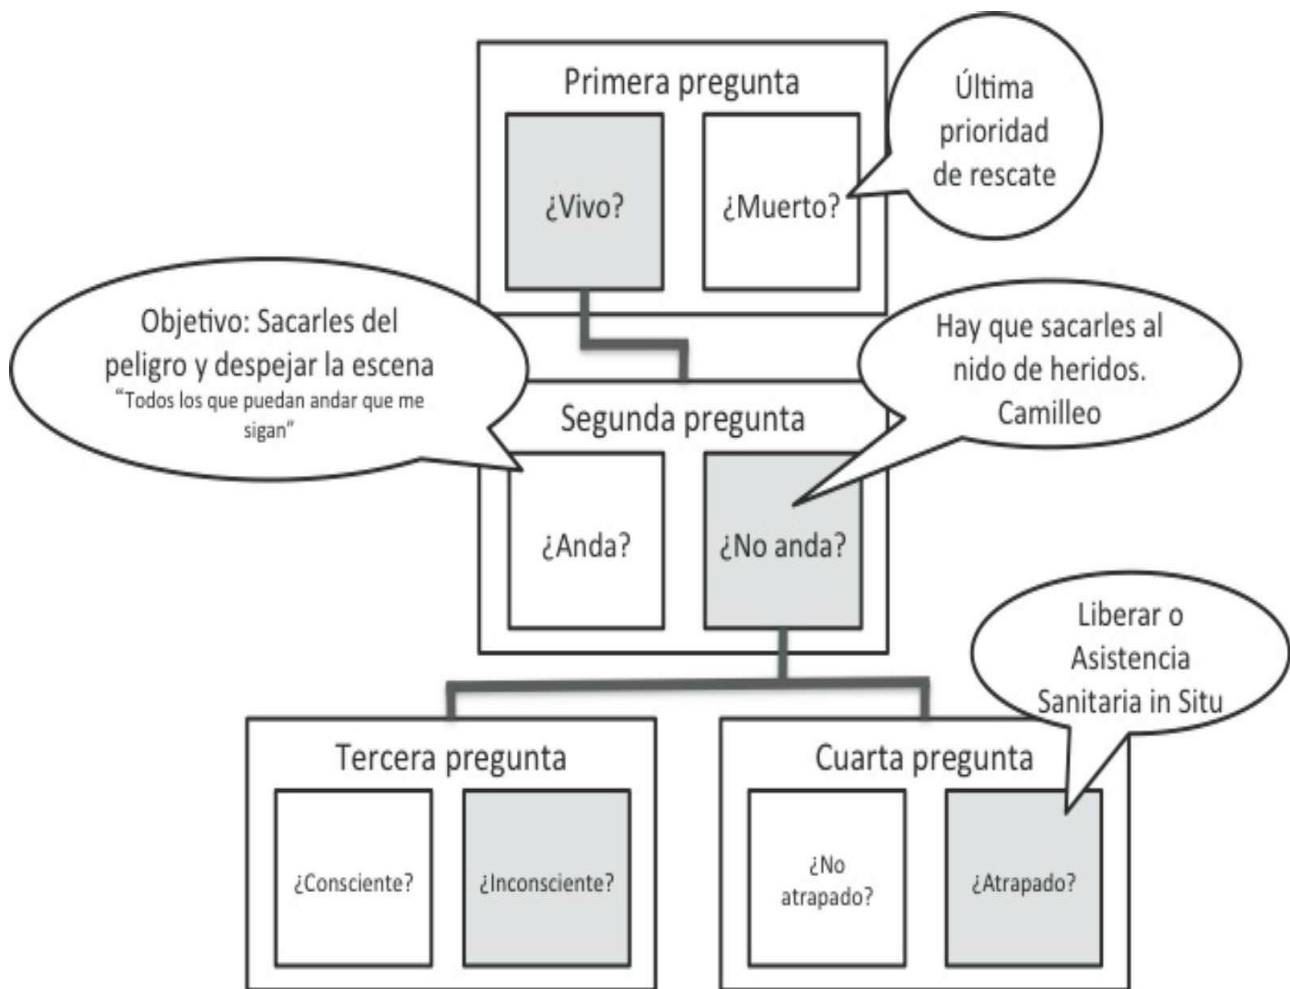 Primera pregunta
¿Vivo?
¿Muerto?
Última
prioridad
de rescate
Objetivo: Sacarles del
peligro y despejar la escena
“Todos los que puedan andar que me
sigan”
Hay que sacarles al
nido de heridos.
Camilleo
Segunda pregunta
¿Anda?
¿No anda?
Liberar o
Asistencia
Sanitaria in Situ
Tercera pregunta
¿Consciente?
¿Inconsciente?
Cuarta pregunta
¿No
atrapado?
¿Atrapado?